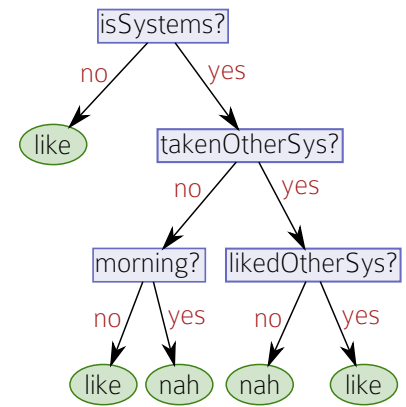 isSystems?
no
yes
like
takenOtherSys?
no
yes
morning?
likedOtherSys?
no
yes
no
yes
like
nah
nah
like